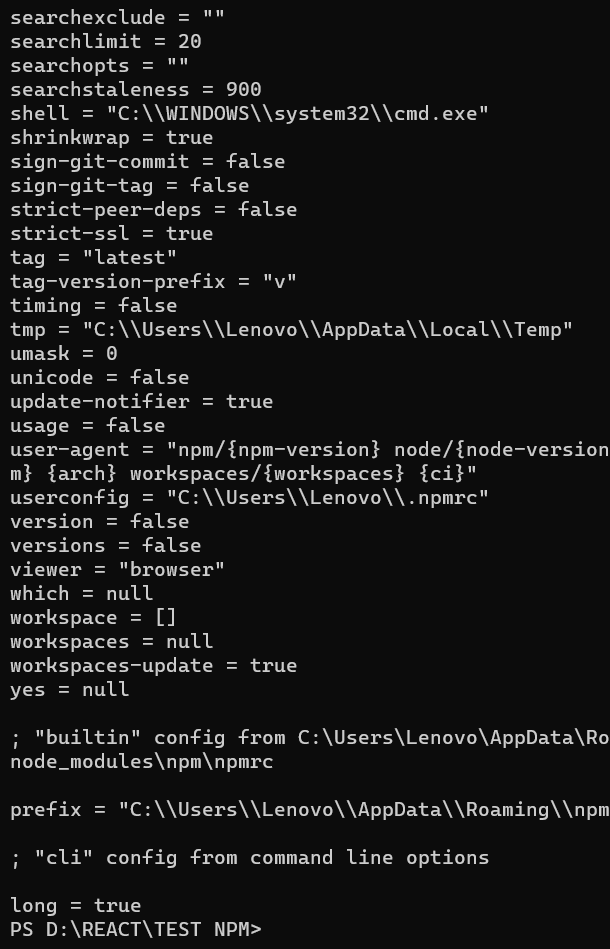 searchexclude = ""
searchlimit = 20
searchopts = ""
searchstaleness = 900
shell = "C:\\WINDOWS\\system32\\cmd.exe"
shrinkwrap = true
sign-git-commit = false
sign-git-tag = false
strict-peer-deps = false
strict-ssl = true
tag = "latest"
tag-version-prefix = "v"
timing = false
tmp = "C:\\Users\\Lenovo\\AppData\\Local\\Temp"
umask = 0
unicode = false
update-notifier = true
usage = false
user-agent = "npm/{npm-version} node/{node-version
m} {arch} workspaces/{workspaces} {ci}"
userconfig = "C:\\Users\\Lenovo\\.npmrc"
version = false
versions = false
viewer = "browser"
which = null
workspace = []
workspaces = null
workspaces-update = true
yes = null
; "builtin" config from C:\Users\Lenovo\AppData\Ro
node_modules\npm\npmrc
prefix = "C:\\Users\\Lenovo\\AppData\\Roaming\\npm
; "cli" config from command line options
long = true
PS D:\REACT\TEST NPM>